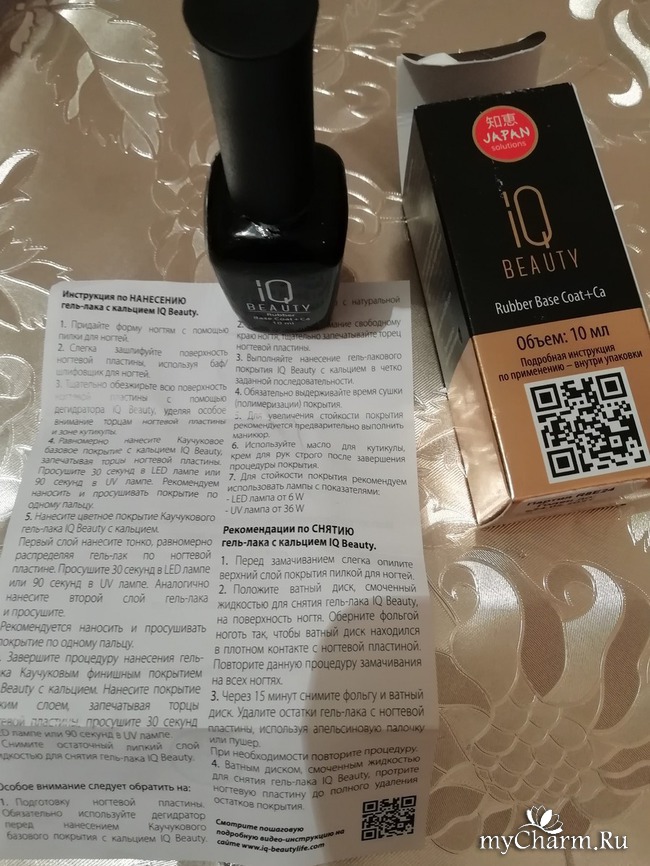 知恵
JAPAN
solutions
iQ
BEAUTY
Rubber Base Coat+Ca
Объем: 10 мл
Подробная инструкция
по применению – внутри упаковки
iQ
BEAUTY
Rubber
Base Coat+Ca
10 ml
Инструкция по НАНЕСЕНИЮ
гель-лака с кальцием IQ Beauty.
1. Придайте форму ногтям с помощью
пилки для ногтей.
2. Слегка зашлифуйте поверхность
ногтевой пластины, используя баф/
шлифовщик для ногтей.
3. Тщательно обезжирьте всю поверхность
ногтевой пластины с помощью
дегидратора IQ Beauty, уделяя особое
внимание торцам ногтевой пластины
и зоне кутикулы.
4. Равномерно нанесите Каучуковое
базовое покрытие с кальцием IQ Beauty,
запечатывая торцы ногтевой пластины.
Просушите 30 секунд в LED лампе или
90 секунд в UV лампе. Рекомендуем
наносить и просушивать покрытие по
одному пальцу.
5. Нанесите цветное покрытие Каучукового
гель-лака IQ Beauty с кальцием.
Первый слой нанесите тонко, равномерно
распределяя гель-лак по ногтевой
пластине. Просушите 30 секунд в LED лампе
или 90 секунд в UV лампе. Аналогично
нанесите второй слой гель-лака
и просушите.
Рекомендуется наносить и просушивать
покрытие по одному пальцу.
Завершите процедуру нанесения гель-
лака Каучуковым финишным покрытием
Beauty с кальцием. Нанесите покрытие
слоем, запечатывая торцы
пластины, просушите 30 секунд
лампе или 90 секунд в UV лампе.
Снимите остаточный липкий слой
жидкостью для снятия гель-лака IQ Beauty.
Особое внимание следует обратить на:
1. Подготовку ногтевой пластины.
Обязательно используйте дегидратор
перед нанесением Каучукового
базового покрытия с кальцием IQ Beauty.
2.
с натуральной
внимание свободному
краю ногтя, тщательно запечатывайте торец
ногтевой пластины.
3. Выполняйте нанесение гель-лакового
покрытия IQ Beauty с кальцием в четко
заданной последовательности.
4. Обязательно выдерживайте время сушки
(полимеризации) покрытия.
5. Для увеличения стойкости покрытия
рекомендуется предварительно выполнить
маникюр.
6. Используйте масло для кутикулы,
крем для рук строго после завершения
процедуры покрытия.
7. Для стойкости покрытия рекомендуем
использовать лампы с показателями:
- LED лампа от 6 W
- UV лампа от 36 W
Рекомендации по СНЯТИЮ
гель-лака с кальцием IQ Beauty.
1. Перед замачиванием слегка опилите
верхний слой покрытия пилкой для ногтей.
2. Положите ватный диск, смоченный
жидкостью для снятия гель-лака IQ Beauty,
на поверхность ногтя. Оберните фольгой
ноготь так, чтобы ватный диск находился
в плотном контакте с ногтевой пластиной.
Повторите данную процедуру замачивания
на всех ногтях.
3. Через 15 минут снимите фольгу и ватный
диск. Удалите остатки гель-лака с ногтевой
пластины, используя апельсиновую палочку
или пушер.
При необходимости повторите процедуру.
4. Ватным диском, смоченным жидкостью
для снятия гель-лака IQ Beauty, протрите
ногтевую пластину до полного удаления
остатков покрытия.
Смотрите пошаговую
подробную видео-инструкцию на
сайте www.iq-beautylife.com
myCharm.Ru